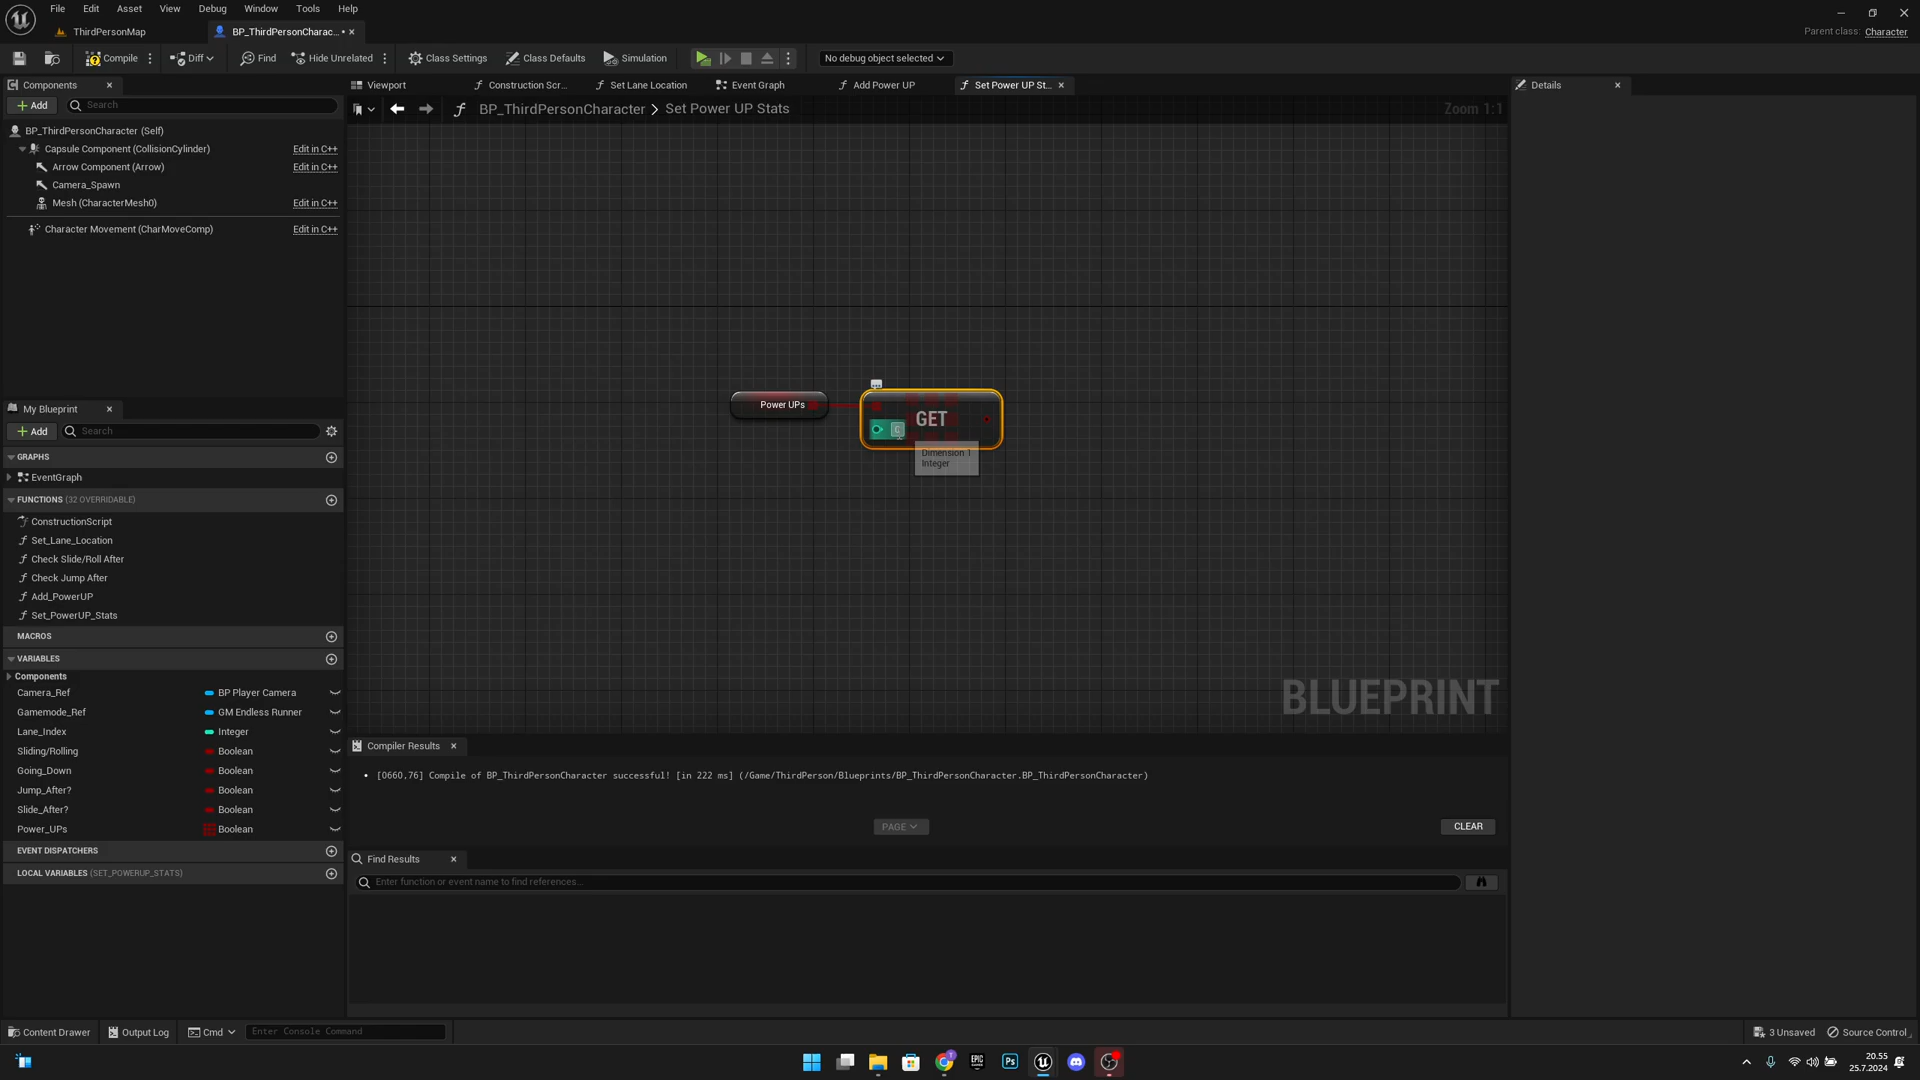 File Edit Asset View Debug Window Tools Help
ThirdPersonMap BP_ThirdPersonCharac... •
Parent class: Character
Compile Diff Find Hide Unrelated Class Settings Class Defaults Simulation No debug object selected
Components
Add Search
BP_ThirdPersonCharacter (Self)
Capsule Component (CollisionCylinder) Edit in C++
Arrow Component (Arrow) Edit in C++
Camera_Spawn
Mesh (CharacterMesh0) Edit in C++
Character Movement (CharMoveComp) Edit in C++
Viewport Construction Scr... Set Lane Location Event Graph Add Power UP Set Power UP St...
BP_ThirdPersonCharacter > Set Power UP Stats
Zoom 1:1
Power UPs
GET
Dimension 1
Integer
BLUEPRINT
Details
My Blueprint
Add Search
GRAPHS
EventGraph
FUNCTIONS (32 OVERRIDABLE)
ConstructionScript
Set_Lane_Location
Check Slide/Roll After
Check Jump After
Add_PowerUP
Set_PowerUP_Stats
MACROS
VARIABLES
Components
Camera_Ref BP Player Camera
Gamemode_Ref GM Endless Runner
Lane_Index Integer
Sliding/Rolling Boolean
Going_Down Boolean
Jump_After? Boolean
Slide_After? Boolean
Power_UPs Boolean
EVENT DISPATCHERS
LOCAL VARIABLES (SET_POWERUP_STATS)
Compiler Results
• [0660,76] Compile of BP_ThirdPersonCharacter successful! [in 222 ms] (/Game/ThirdPerson/Blueprints/BP_ThirdPersonCharacter.BP_ThirdPersonCharacter)
PAGE
CLEAR
Find Results
Enter function or event name to find references...
Content Drawer Output Log Cmd Enter Console Command
3 Unsaved Source Control
EPIC GAMES
Ps
20.55
25.7.2024